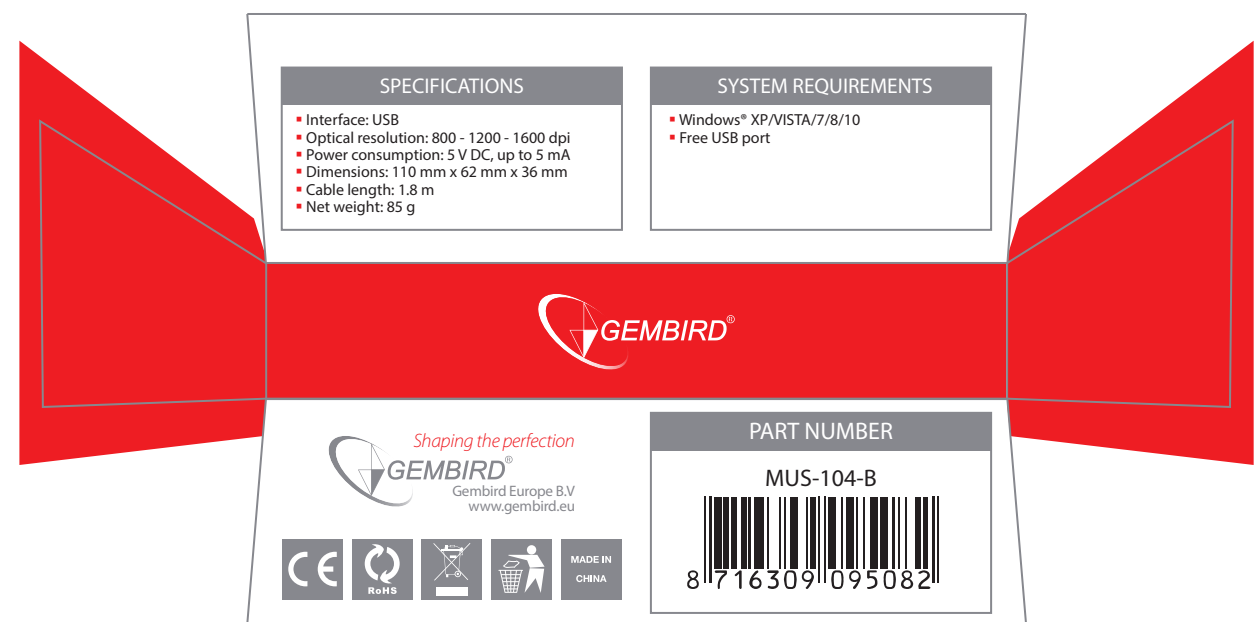 SPECIFICATIONS
▪ Interface: USB
▪ Optical resolution: 800 - 1200 - 1600 dpi
▪ Power consumption: 5 V DC, up to 5 mA
▪ Dimensions: 110 mm x 62 mm x 36 mm
▪ Cable length: 1.8 m
▪ Net weight: 85 g
SYSTEM REQUIREMENTS
▪ Windows® XP/VISTA/7/8/10
▪ Free USB port
GEMBIRD®
Shaping the perfection
GEMBIRD®
Gembird Europe B.V
www.gembird.eu
CE
RoHS
MADE IN
CHINA
PART NUMBER
MUS-104-B
8 716309 095082